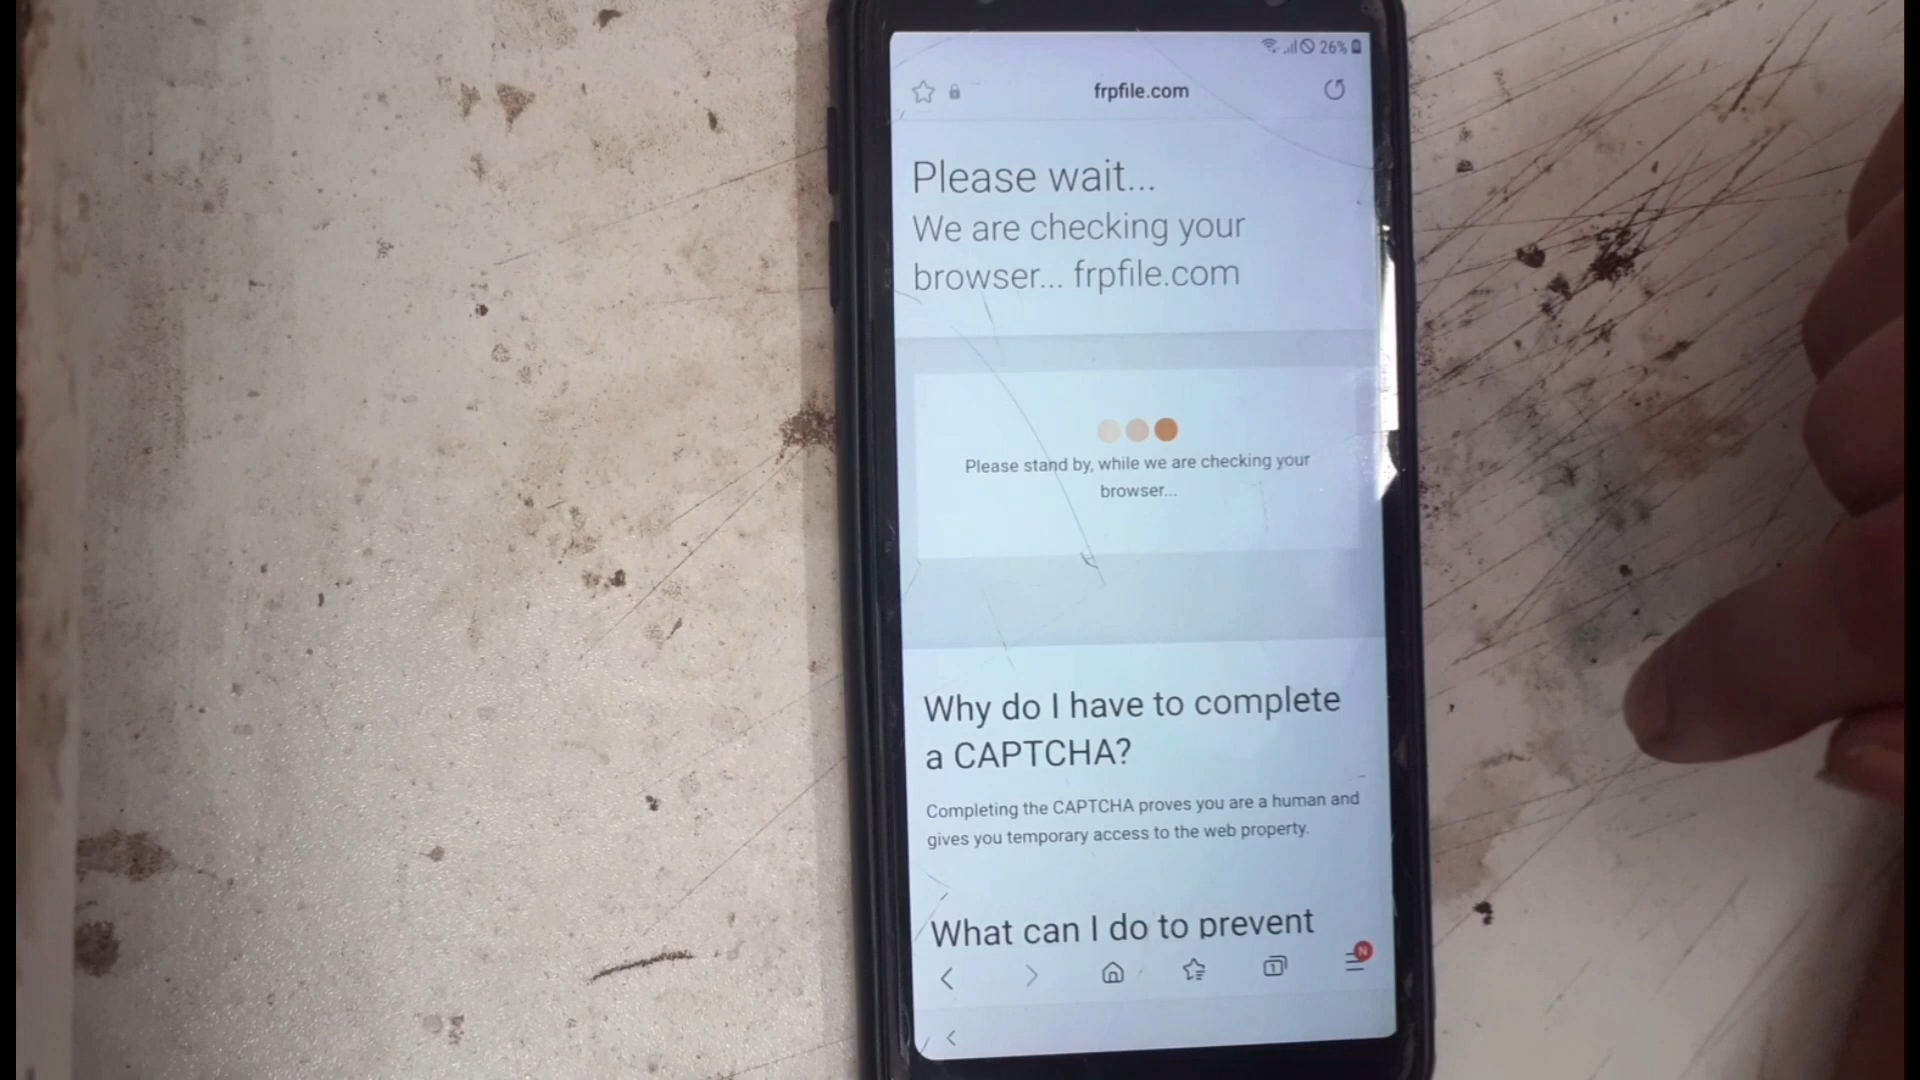 26%
frpfile.com
Please wait...
We are checking your
browser... frpfile.com
Please stand by, while we are checking your
browser...
Why do I have to complete
a CAPTCHA?
Completing the CAPTCHA proves you are a human and
gives you temporary access to the web property.
What can I do to prevent
1
N